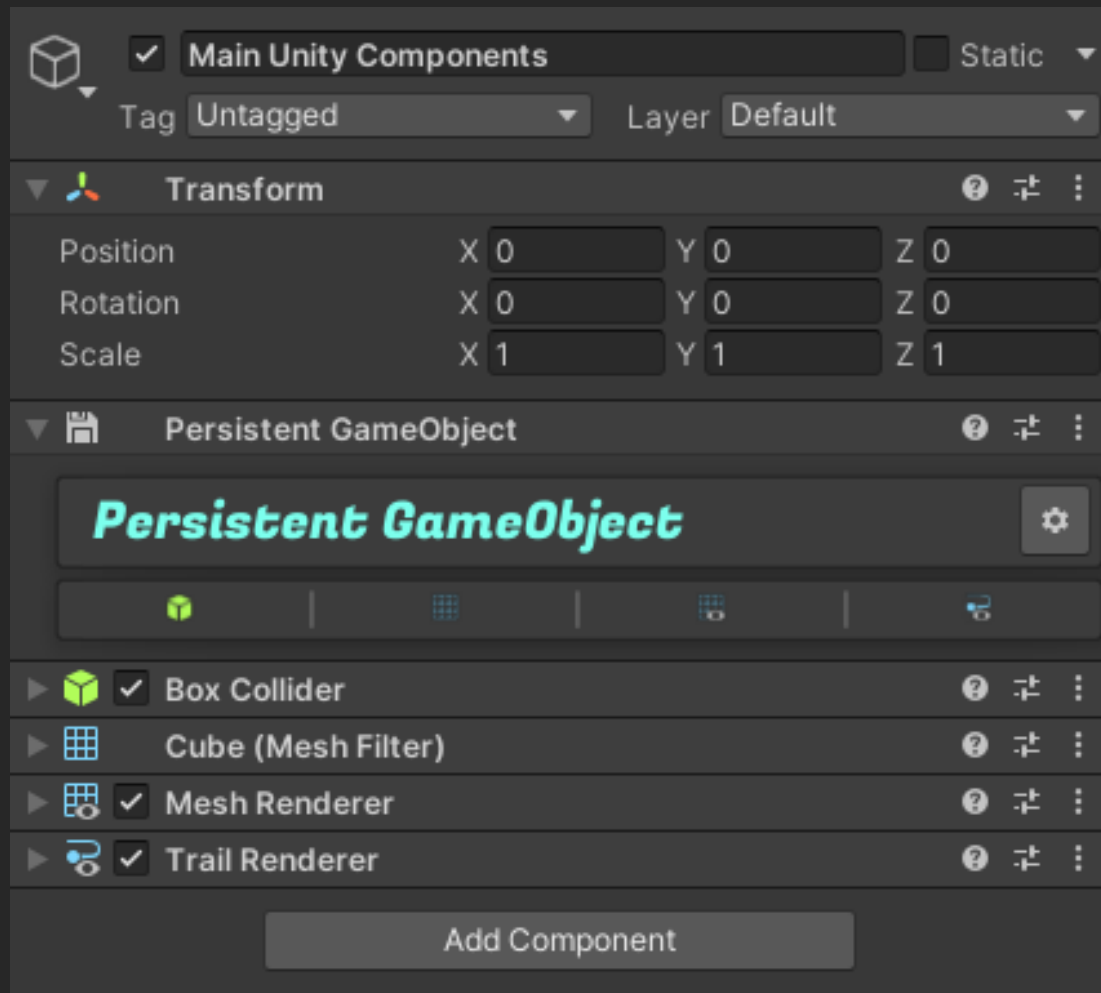 Main Unity Components Static
Tag Untagged Layer Default
Transform
Position X 0 Y 0 Z 0
Rotation X 0 Y 0 Z 0
Scale X 1 Y 1 Z 1
Persistent GameObject
Persistent GameObject
Box Collider
Cube (Mesh Filter)
Mesh Renderer
Trail Renderer
Add Component